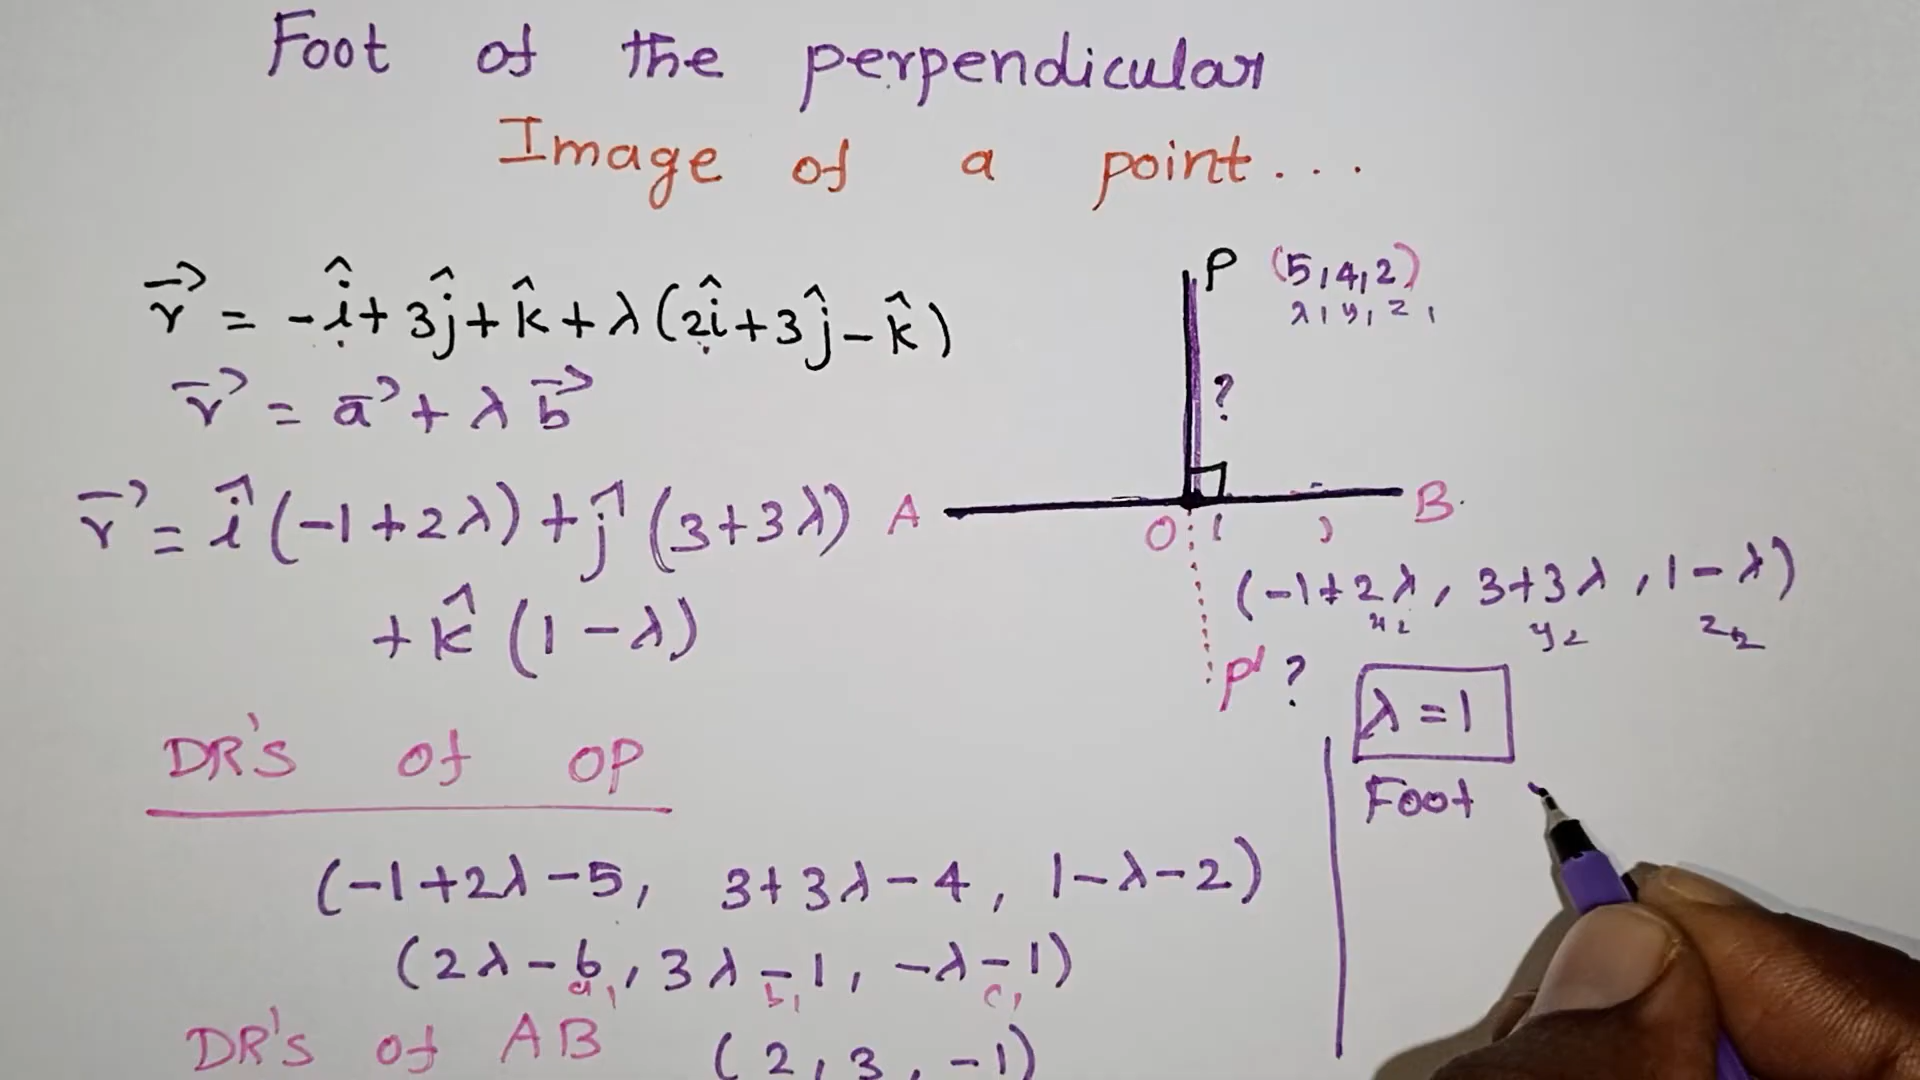 Foot of the perpendicular
Image of a point...
r⃗ = -î + 3ĵ + k̂ + λ(2î + 3ĵ - k̂)
r⃗ = a⃗ + λ b⃗
r⃗ = î (-1+2λ) + ĵ (3+3λ)
+ k̂ (1-λ)
P (5,4,2)
x₁ y₁ z₁
?
A
B
O
(-1+2λ, 3+3λ, 1-λ)
x₂ y₂ z₂
P' ?
λ = 1
Foot
DR'S of OP
(-1+2λ-5, 3+3λ-4, 1-λ-2)
(2λ-6, 3λ-1, -λ-1)
a₁ b₁ c₁
DR'S of AB (2, 3, -1)